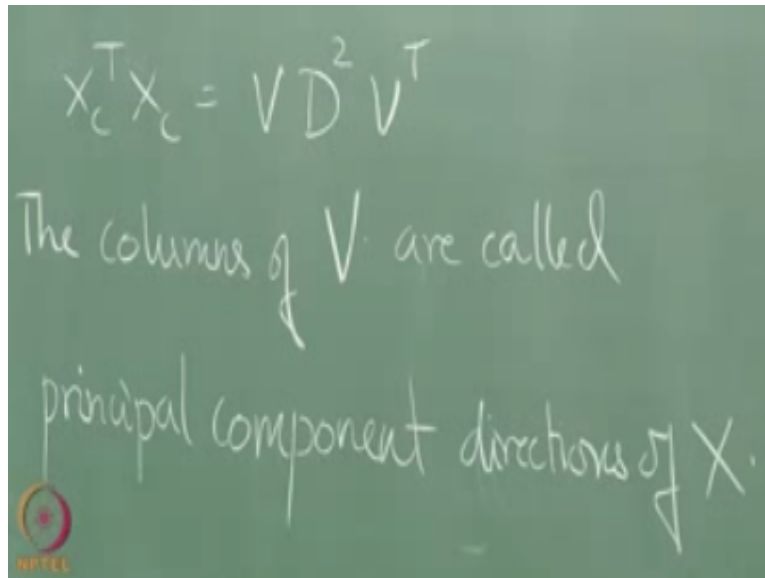 X_c^T X_c = V D^2 V^T
The columns of V are called
principal component directions of X.
NPTEL